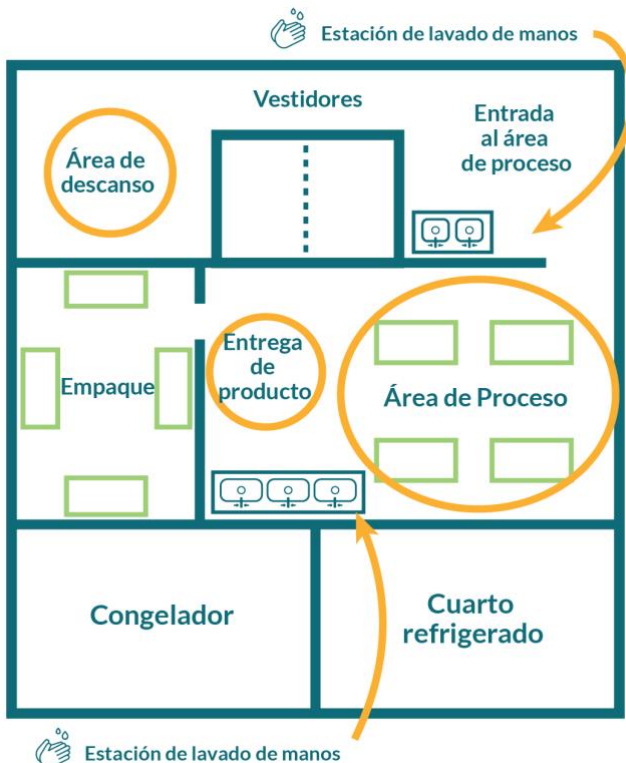 Estación de lavado de manos
Vestidores
Entrada
al área
de proceso
Área de
descanso
Entrega
de
producto
Empaque
Área de Proceso
Congelador
Cuarto
refrigerado
Estación de lavado de manos